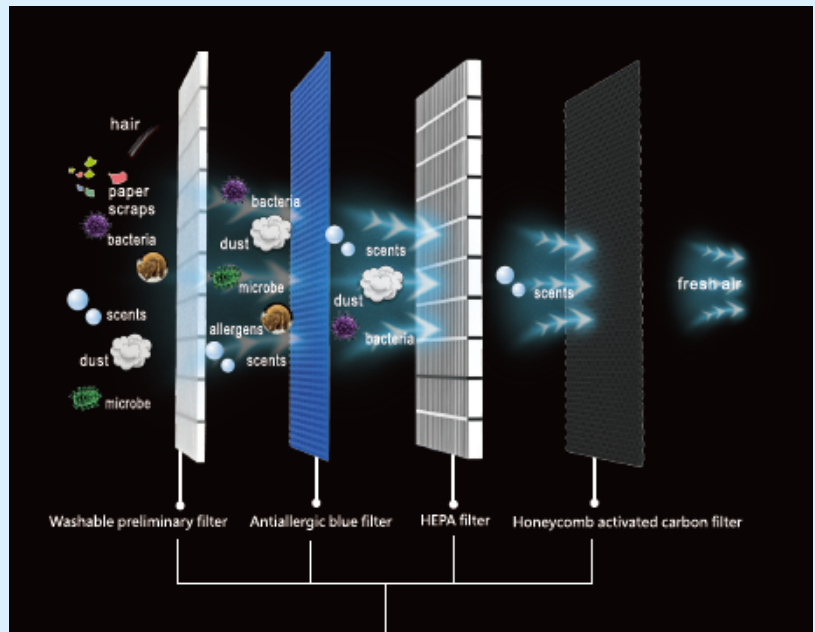 hair
paper
scraps
bacteria
scents
dust
microbe
bacteria
dust
microbe
allergens
scents
scents
dust
bacteria
scents
fresh air
Washable preliminary filter
Antiallergic blue filter
HEPA filter
Honeycomb activated carbon filter